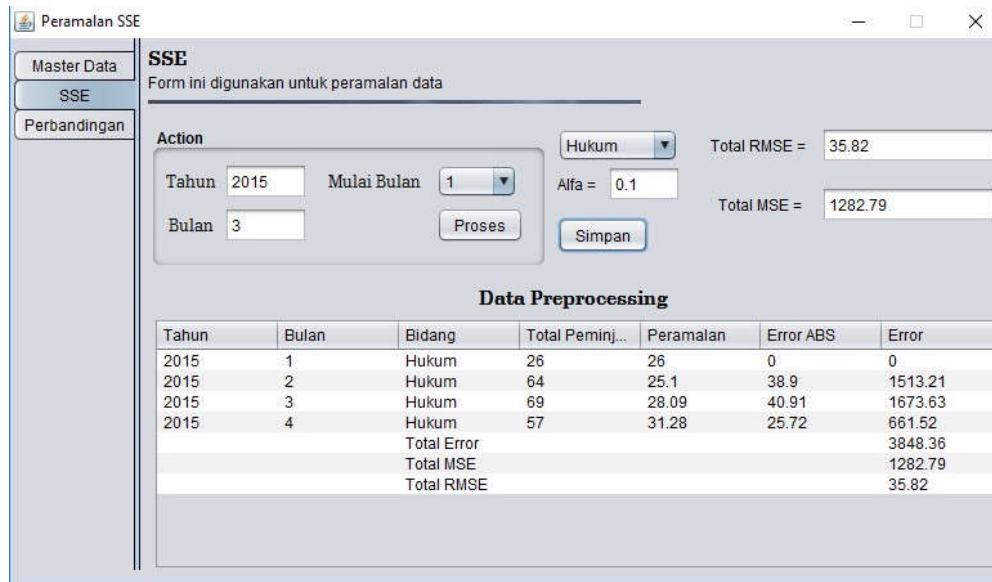 Peramalan SSE
Master Data
SSE
Perbandingan
SSE
Form ini digunakan untuk peramalan data
Action
Tahun 2015 Mulai Bulan 1
Bulan 3 Proses
Hukum
Alfa = 0.1
Simpan
Total RMSE = 35.82
Total MSE = 1282.79
Data Preprocessing
Tahun Bulan Bidang Total Peminj... Peramalan Error ABS Error
2015 1 Hukum 26 26 0 0
2015 2 Hukum 64 25.1 38.9 1513.21
2015 3 Hukum 69 28.09 40.91 1673.63
2015 4 Hukum 57 31.28 25.72 661.52
Total Error 3848.36
Total MSE 1282.79
Total RMSE 35.82